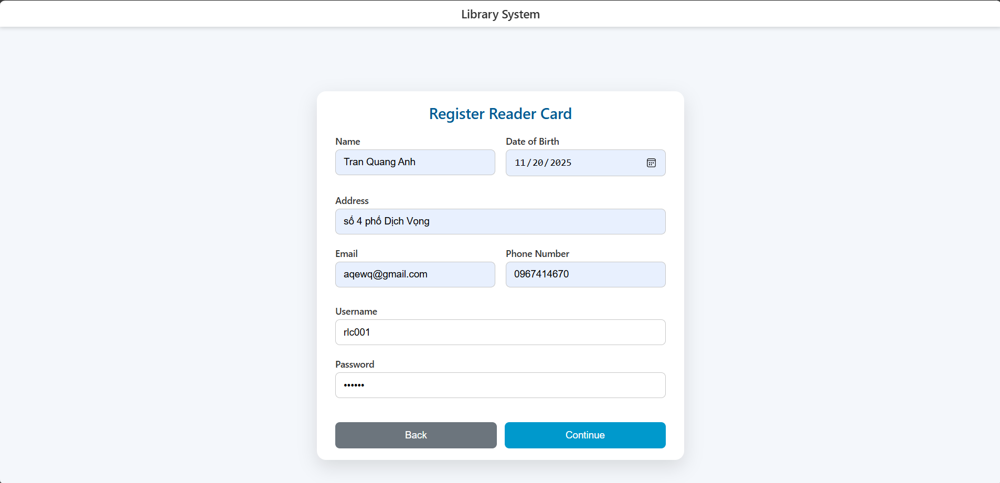 Library System
Register Reader Card
Name
Date of Birth
Tran Quang Anh
11/20/2025
Address
số 4 phố Dịch Vọng
Email
Phone Number
aqewq@gmail.com
0967414670
Username
rlc001
Password
••••••
Back
Continue